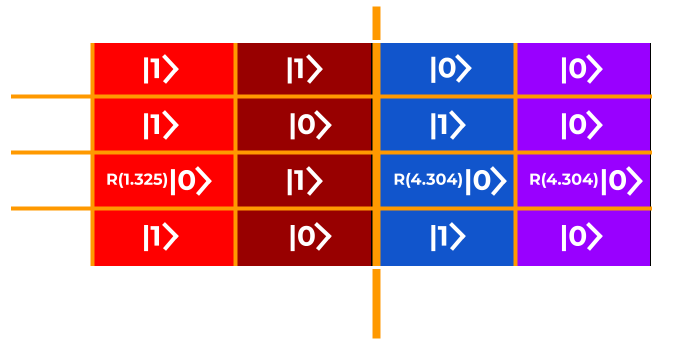 |1⟩ |1⟩ |0⟩ |0⟩
|1⟩ |0⟩ |1⟩ |0⟩
R(1.325)|0⟩ |1⟩ R(4.304)|0⟩ R(4.304)|0⟩
|1⟩ |0⟩ |1⟩ |0⟩